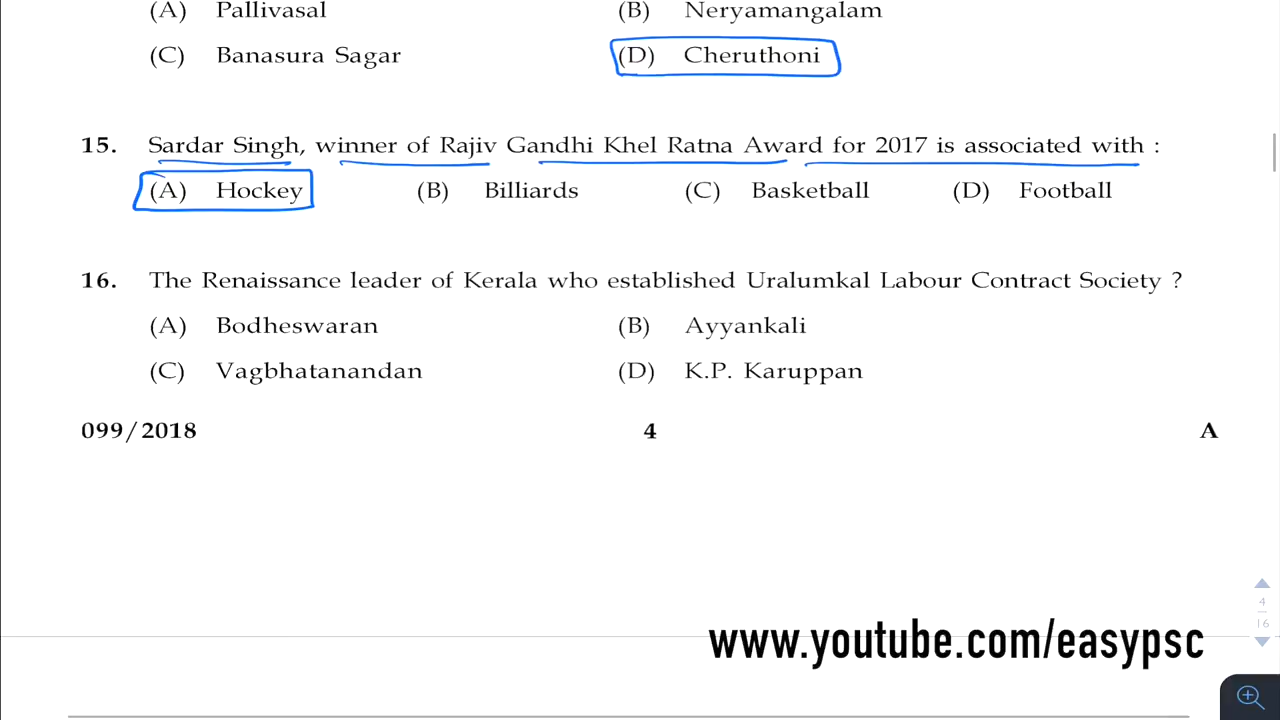 (A) Pallivasal (B) Neryamangalam
(C) Banasura Sagar (D) Cheruthoni
15. Sardar Singh, winner of Rajiv Gandhi Khel Ratna Award for 2017 is associated with :
(A) Hockey (B) Billiards (C) Basketball (D) Football
16. The Renaissance leader of Kerala who established Uralumkal Labour Contract Society ?
(A) Bodheswaran (B) Ayyankali
(C) Vagbhatanandan (D) K.P. Karuppan
099/2018 4 A
4
16
www.youtube.com/easypsc